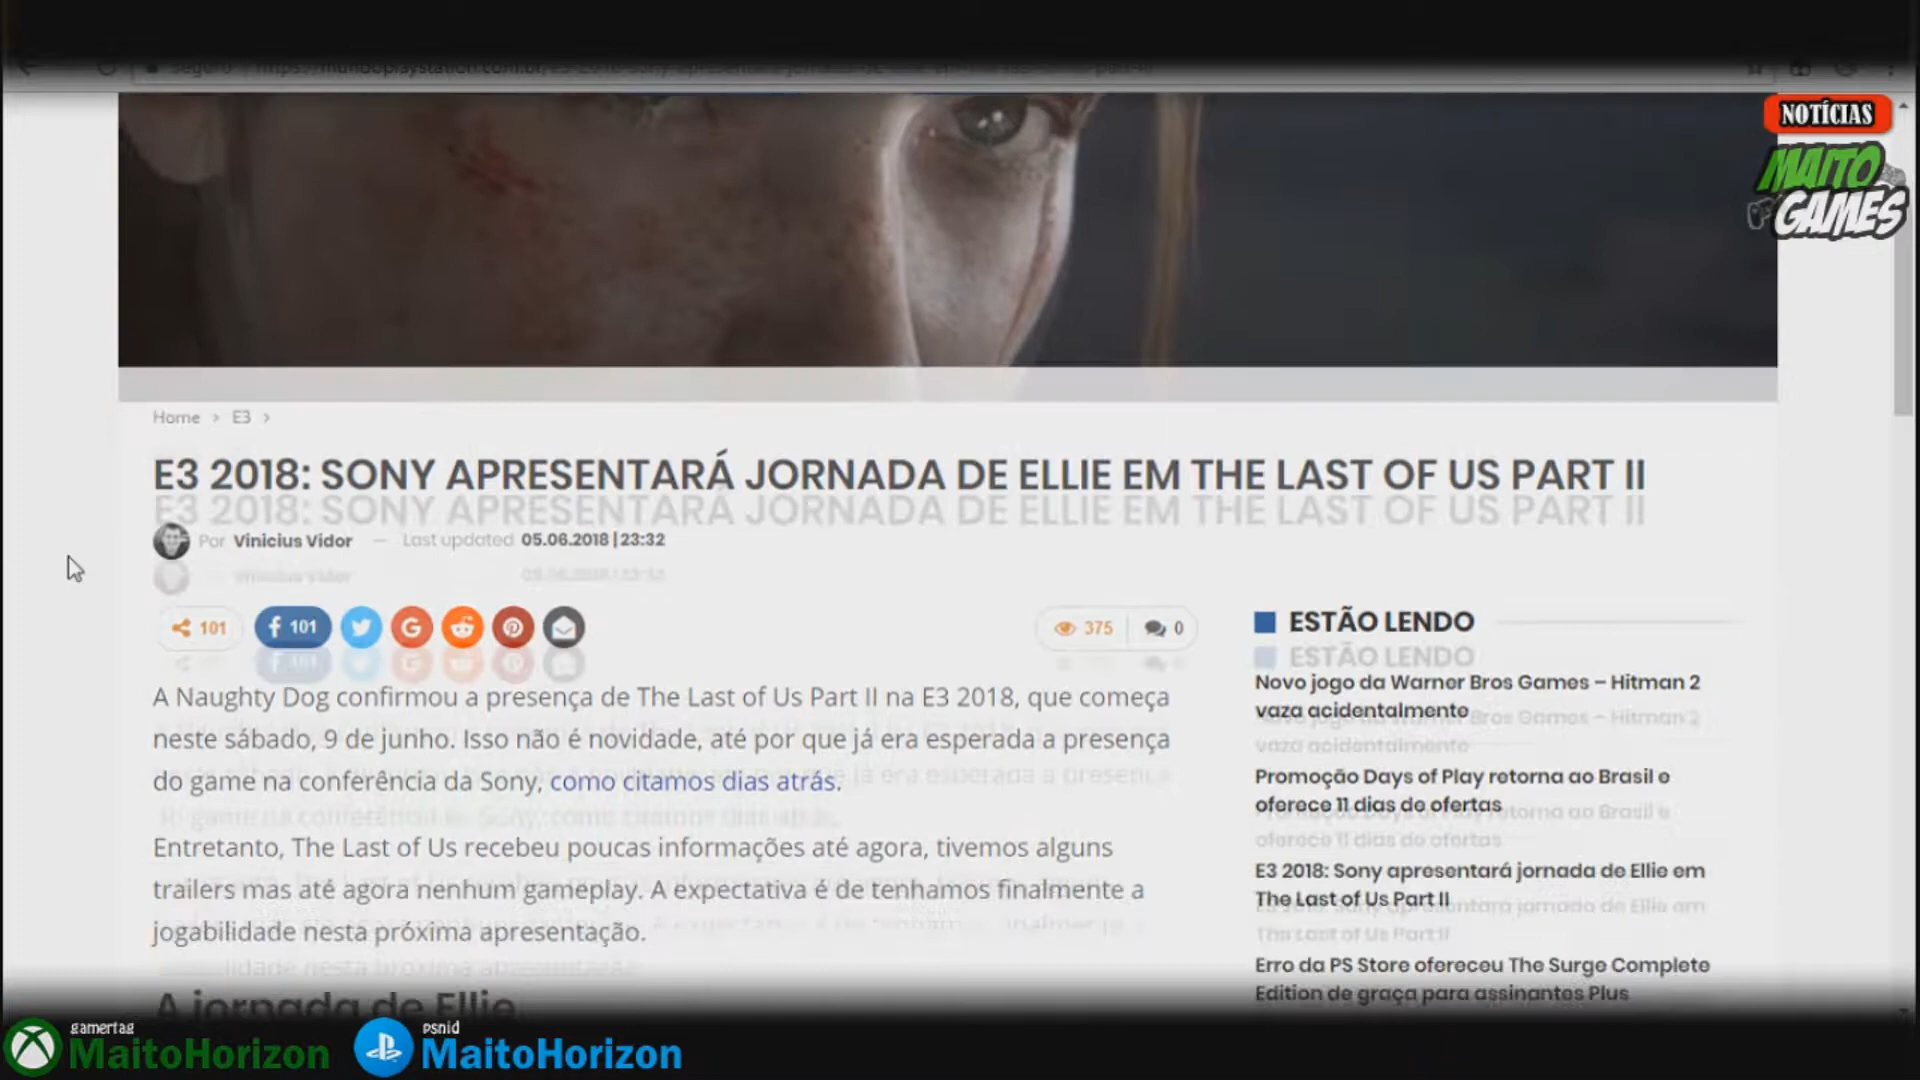 NOTÍCIAS
MAITO
GAMES
Home > E3 >
E3 2018: SONY APRESENTARÁ JORNADA DE ELLIE EM THE LAST OF US PART II
Por Vinicius Vidor — Last updated 05.06.2018 | 23:32
101
101
375
0
A Naughty Dog confirmou a presença de The Last of Us Part II na E3 2018, que começa
neste sábado, 9 de junho. Isso não é novidade, até por que já era esperada a presença
do game na conferência da Sony, como citamos dias atrás.
Entretanto, The Last of Us recebeu poucas informações até agora, tivemos alguns
trailers mas até agora nenhum gameplay. A expectativa é de tenhamos finalmente a
jogabilidade nesta próxima apresentação.
A jornada de Ellie
ESTÃO LENDO
Novo jogo da Warner Bros Games – Hitman 2
vaza acidentalmente
Promoção Days of Play retorna ao Brasil e
oferece 11 dias de ofertas
E3 2018: Sony apresentará jornada de Ellie em
The Last of Us Part II
Erro da PS Store ofereceu The Surge Complete
Edition de graça para assinantes Plus
gamertag
MaitoHorizon
psnid
MaitoHorizon